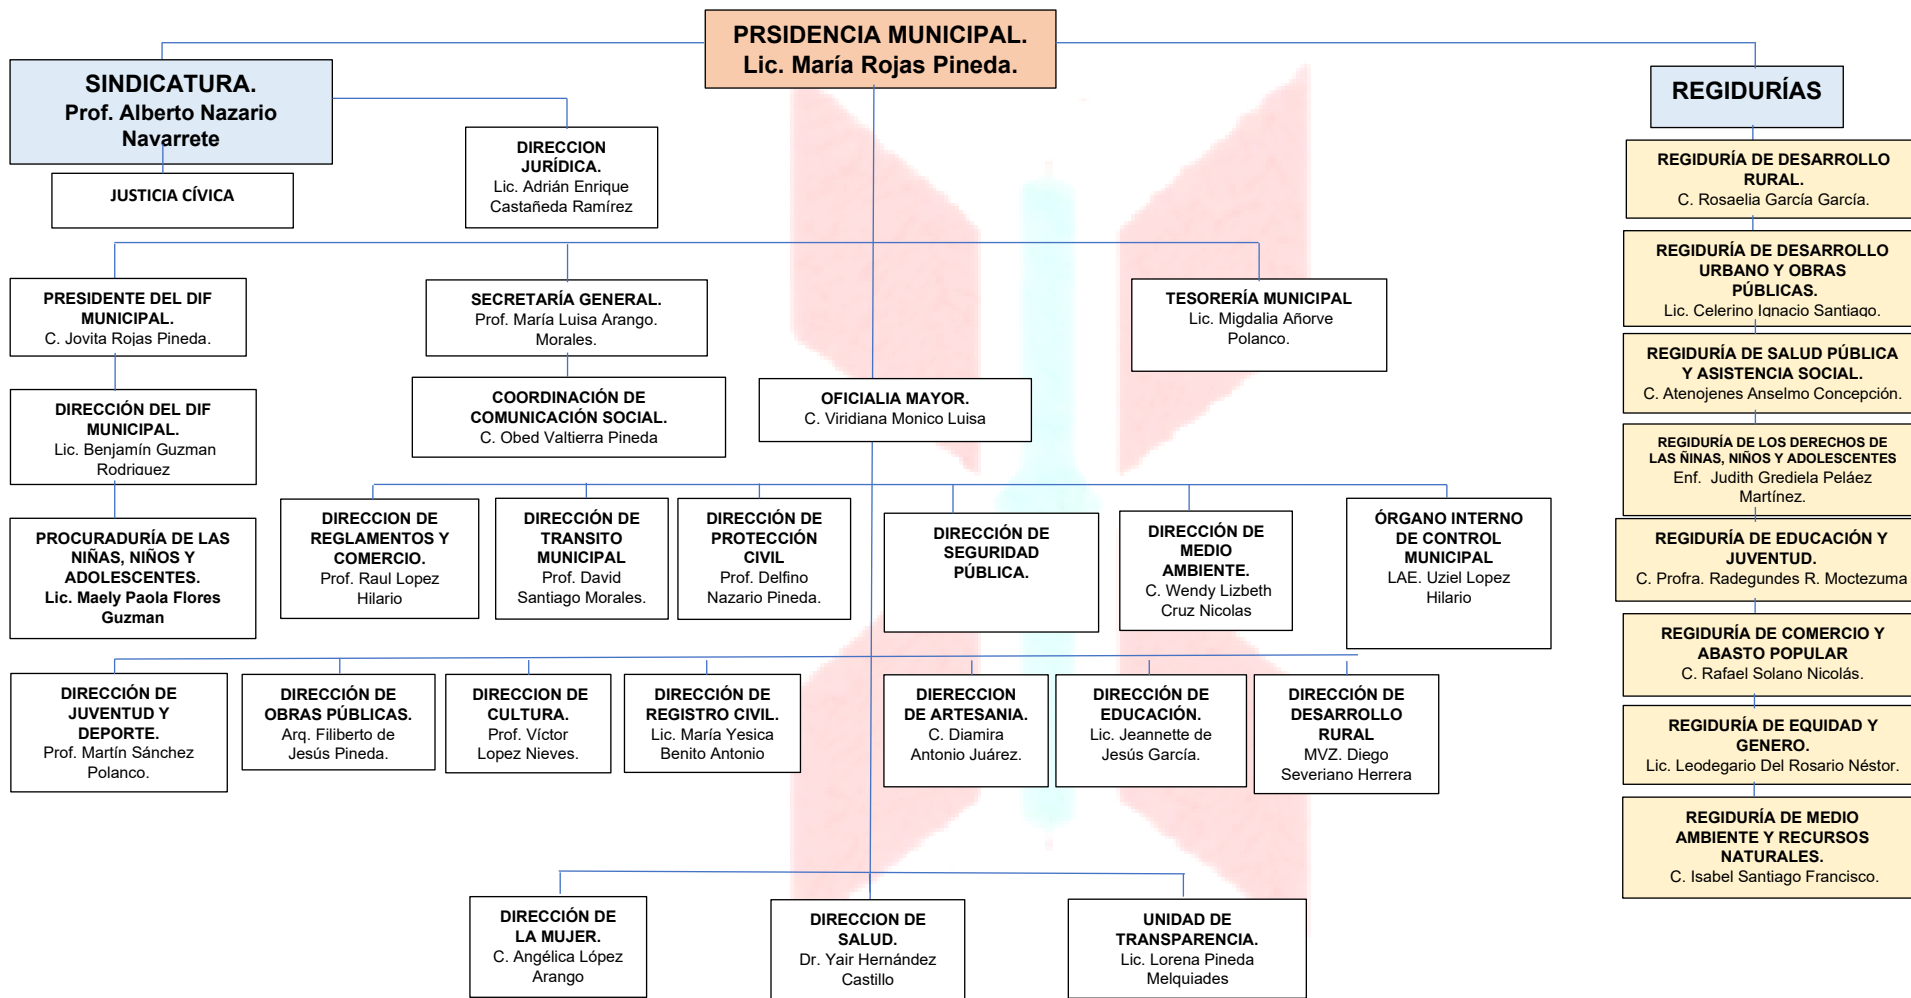 PRSIDENCIA MUNICIPAL.
Lic. María Rojas Pineda.
SINDICATURA.
Prof. Alberto Nazario
Navarrete
REGIDURÍAS
JUSTICIA CÍVICA
DIRECCION
JURÍDICA.
Lic. Adrián Enrique
Castañeda Ramírez
PRESIDENTE DEL DIF
MUNICIPAL.
C. Jovita Rojas Pineda.
SECRETARÍA GENERAL.
Prof. María Luisa Arango.
Morales.
TESORERÍA MUNICIPAL
Lic. Migdalia Añorve
Polanco.
DIRECCIÓN DEL DIF
MUNICIPAL.
Lic. Benjamín Guzman
Rodriguez
COORDINACIÓN DE
COMUNICACIÓN SOCIAL.
C. Obed Valtierra Pineda
OFICIALIA MAYOR.
C. Viridiana Monico Luisa
PROCURADURÍA DE LAS
NIÑAS, NIÑOS Y
ADOLESCENTES.
Lic. Maely Paola Flores
Guzman
DIRECCION DE
REGLAMENTOS Y
COMERCIO.
Prof. Raul Lopez
Hilario
DIRECCIÓN DE
TRANSITO
MUNICIPAL
Prof. David
Santiago Morales.
DIRECCIÓN DE
PROTECCIÓN
CIVIL
Prof. Delfino
Nazario Pineda.
DIRECCIÓN DE
SEGURIDAD
PÚBLICA.
DIRECCIÓN DE
MEDIO
AMBIENTE.
C. Wendy Lizbeth
Cruz Nicolas
ÓRGANO INTERNO
DE CONTROL
MUNICIPAL
LAE. Uziel Lopez
Hilario
DIRECCIÓN DE
JUVENTUD Y
DEPORTE.
Prof. Martín Sánchez
Polanco.
DIRECCIÓN DE
OBRAS PÚBLICAS.
Arq. Filiberto de
Jesús Pineda.
DIRECCION DE
CULTURA.
Prof. Víctor
Lopez Nieves.
DIRECCIÓN DE
REGISTRO CIVIL.
Lic. María Yesica
Benito Antonio
DIERECCION
DE ARTESANIA.
C. Diamira
Antonio Juárez.
DIRECCIÓN DE
EDUCACIÓN.
Lic. Jeannette de
Jesús García.
DIRECCIÓN DE
DESARROLLO
RURAL
MVZ. Diego
Severiano Herrera
DIRECCIÓN DE
LA MUJER.
C. Angélica López
Arango
DIRECCION DE
SALUD.
Dr. Yair Hernández
Castillo
UNIDAD DE
TRANSPARENCIA.
Lic. Lorena Pineda
Melquiades
REGIDURÍA DE DESARROLLO
RURAL.
C. Rosaelia García García.
REGIDURÍA DE DESARROLLO
URBANO Y OBRAS
PÚBLICAS.
Lic. Celerino Ignacio Santiago.
REGIDURÍA DE SALUD PÚBLICA
Y ASISTENCIA SOCIAL.
C. Atenojenes Anselmo Concepción.
REGIDURÍA DE LOS DERECHOS DE
LAS ÑINAS, NIÑOS Y ADOLESCENTES
Enf. Judith Grediela Peláez
Martínez.
REGIDURÍA DE EDUCACIÓN Y
JUVENTUD.
C. Profra. Radegundes R. Moctezuma
REGIDURÍA DE COMERCIO Y
ABASTO POPULAR
C. Rafael Solano Nicolás.
REGIDURÍA DE EQUIDAD Y
GENERO.
Lic. Leodegario Del Rosario Néstor.
REGIDURÍA DE MEDIO
AMBIENTE Y RECURSOS
NATURALES.
C. Isabel Santiago Francisco.